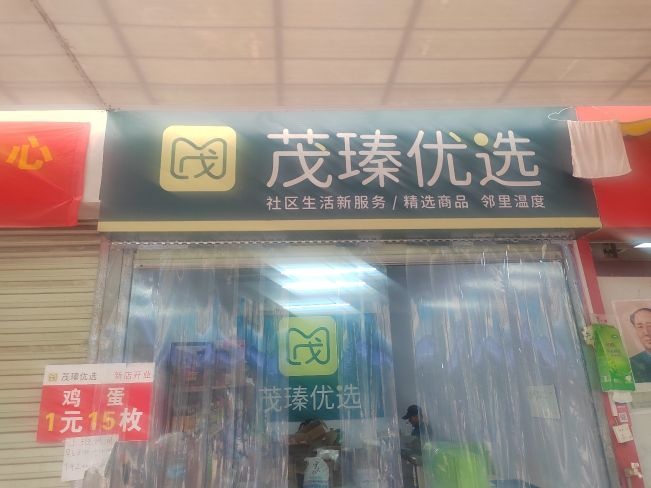 心
茂
茂瑧优选
社区生活新服务 / 精选商品 邻里温度
茂
茂瑧优选
茂瑧优选 新店开业
鸡 蛋
1元15枚